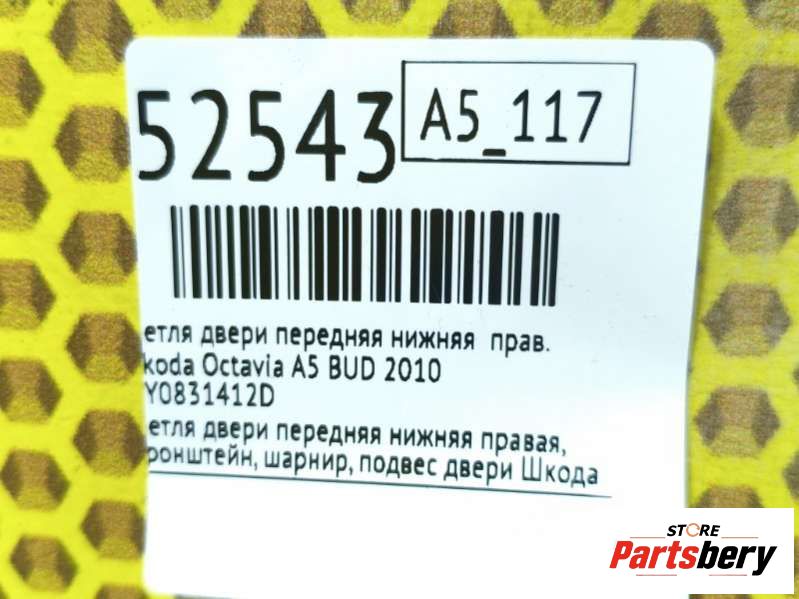 52543
A5_117
етля двери передняя нижняя прав.
koda Octavia A5 BUD 2010
Y0831412D
етля двери передняя нижняя правая,
ронштейн, шарнир, подвес двери Шкода
STORE
Partsbery